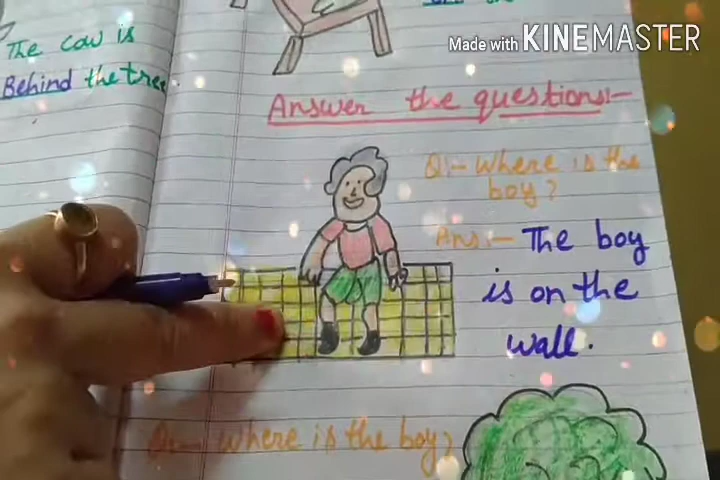 The cow is
Behind the tree
Made with KINEMASTER
Answer the questions:-
Q:- Where is the
boy?
Ans:- The boy
is on the
wall.
Q:- where is the boy?